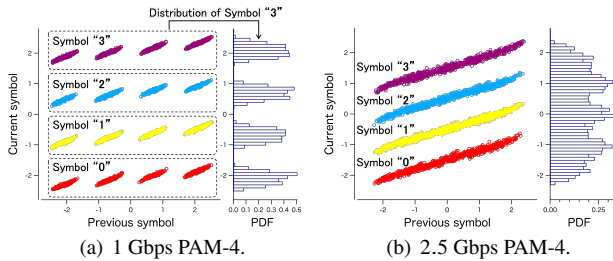 Distribution of Symbol “3”
Current symbol
2
1
0
-1
-2
Symbol “3”
Symbol “2”
Symbol “1”
Symbol “0”
-2
-1
0
1
2
Previous symbol
0.0
0.1
0.2
0.3
0.4
0.5
PDF
(a) 1 Gbps PAM-4.
Current symbol
2
1
0
-1
-2
Symbol “3”
Symbol “2”
Symbol “1”
Symbol “0”
-2
-1
0
1
2
Previous symbol
0.00
0.25
PDF
(b) 2.5 Gbps PAM-4.